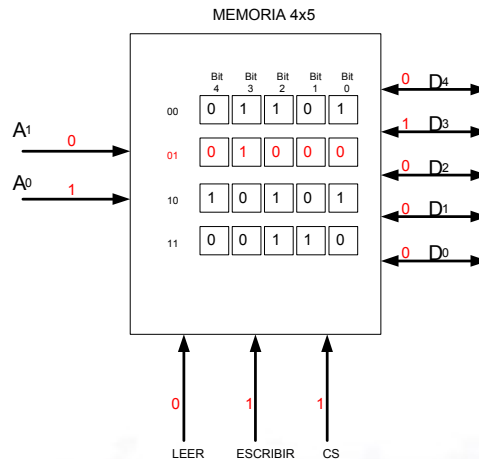 MEMORIA 4x5
Bit 4 Bit 3 Bit 2 Bit 1 Bit 0
00 0 1 1 0 1
01 0 1 0 0 0
10 1 0 1 0 1
11 0 0 1 1 0
A1 0
A0 1
0 D4
1 D3
0 D2
0 D1
0 D0
0 1 1
LEER ESCRIBIR CS